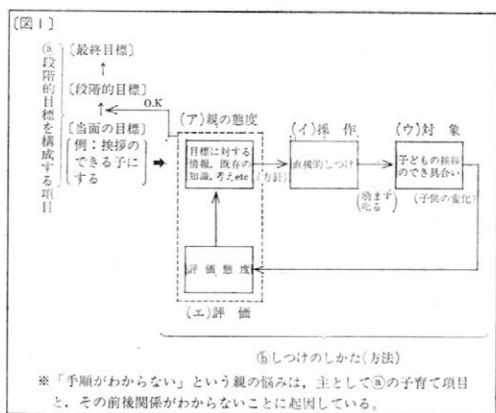 〔図1〕
ⓐ段階的目標を構成する項目
〔最終目標〕
↑
〔段階的目標〕
↑
O.K
〔当面の目標〕
例:挨拶の
できる子に
する
(ア)親の態度
目標に対する
情報,既存の
知識,考えetc
(方針)
(イ)操作
直接的しつけ
(励ます
叱る)
(ウ)対象
子どもの挨拶
のでき具合い
(子供の変化)
評価態度
(エ)評価
ⓑしつけのしかた(方法)
※「手順がわからない」という親の悩みは,主としてⓐの子育て項目
と,その前後関係がわからないことに起因している。